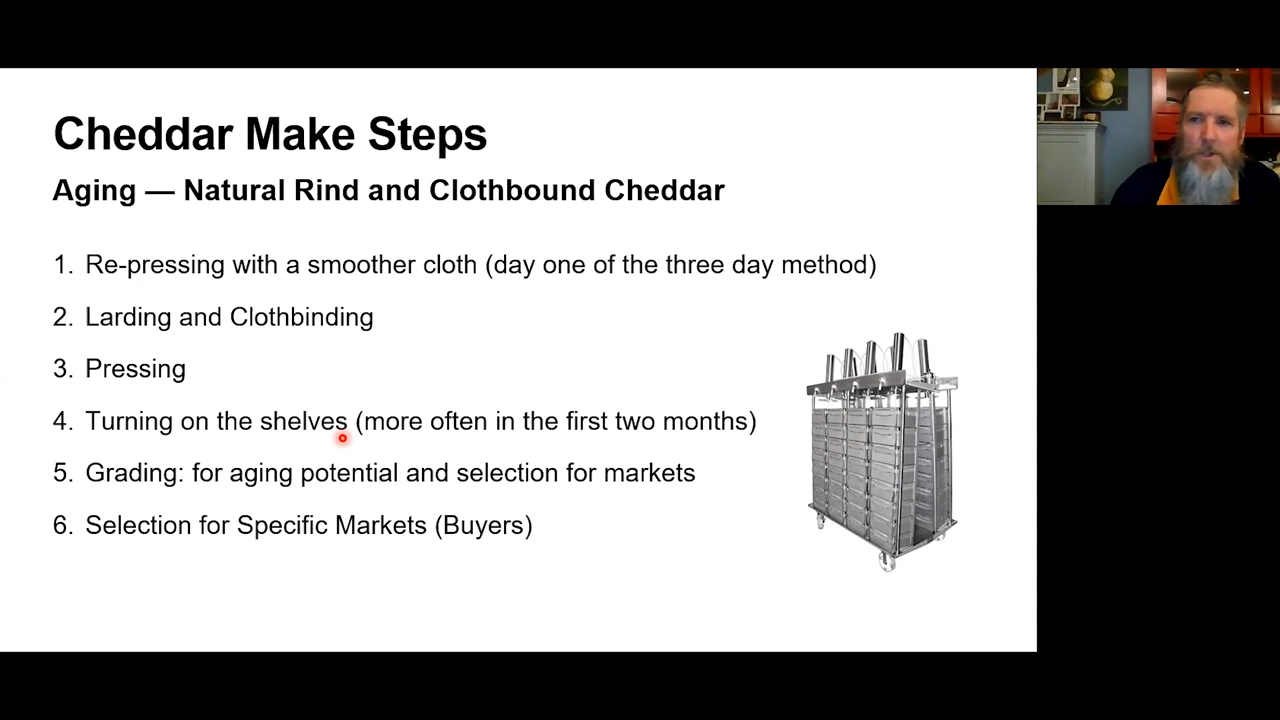 Cheddar Make Steps
Aging — Natural Rind and Clothbound Cheddar
1. Re-pressing with a smoother cloth (day one of the three day method)
2. Larding and Clothbinding
3. Pressing
4. Turning on the shelves (more often in the first two months)
5. Grading: for aging potential and selection for markets
6. Selection for Specific Markets (Buyers)